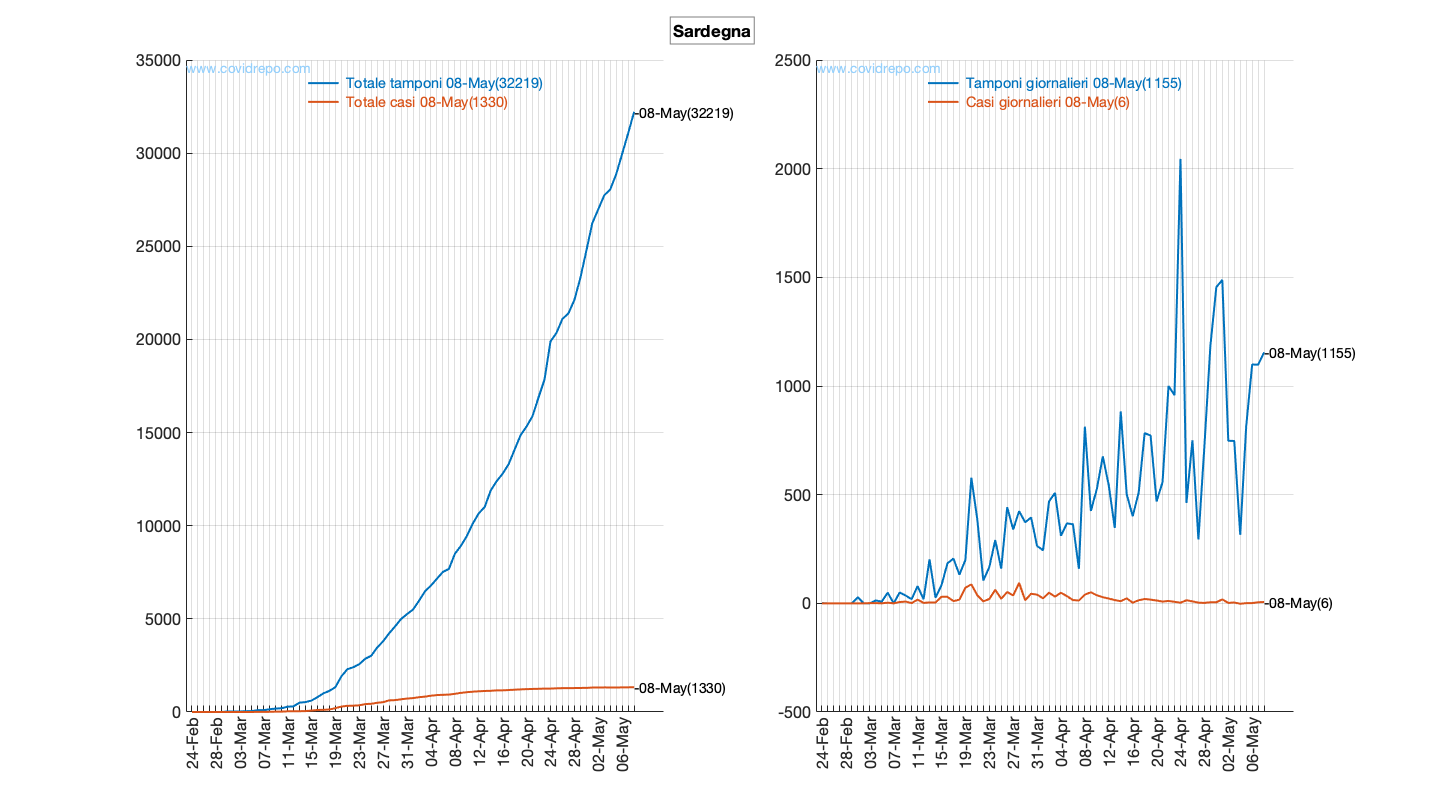 Sardegna
www.covidrepo.com
Totale tamponi 08-May(32219)
Totale casi 08-May(1330)
35000
30000
25000
20000
15000
10000
5000
0
08-May(32219)
08-May(1330)
24-Feb
28-Feb
03-Mar
07-Mar
11-Mar
15-Mar
19-Mar
23-Mar
27-Mar
31-Mar
04-Apr
08-Apr
12-Apr
16-Apr
20-Apr
24-Apr
28-Apr
02-May
06-May
www.covidrepo.com
Tamponi giornalieri 08-May(1155)
Casi giornalieri 08-May(6)
2500
2000
1500
1000
500
0
-500
08-May(1155)
08-May(6)
24-Feb
28-Feb
03-Mar
07-Mar
11-Mar
15-Mar
19-Mar
23-Mar
27-Mar
31-Mar
04-Apr
08-Apr
12-Apr
16-Apr
20-Apr
24-Apr
28-Apr
02-May
06-May